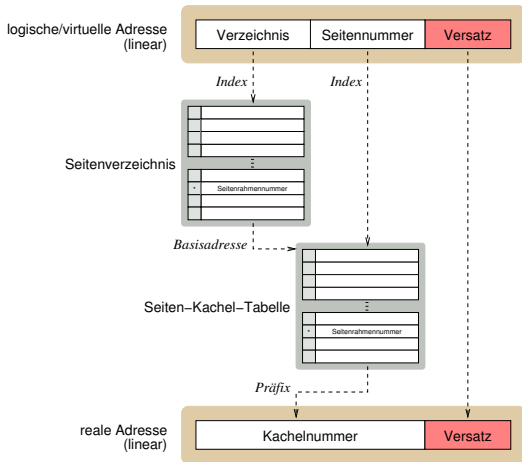 logische/virtuelle Adresse
(linear)
Verzeichnis
Seitennummer
Versatz
Index
Index
Seitenverzeichnis
* Seitenrahmennummer
Basisadresse
Seiten−Kachel−Tabelle
* Seitenrahmennummer
Präfix
reale Adresse
(linear)
Kachelnummer
Versatz